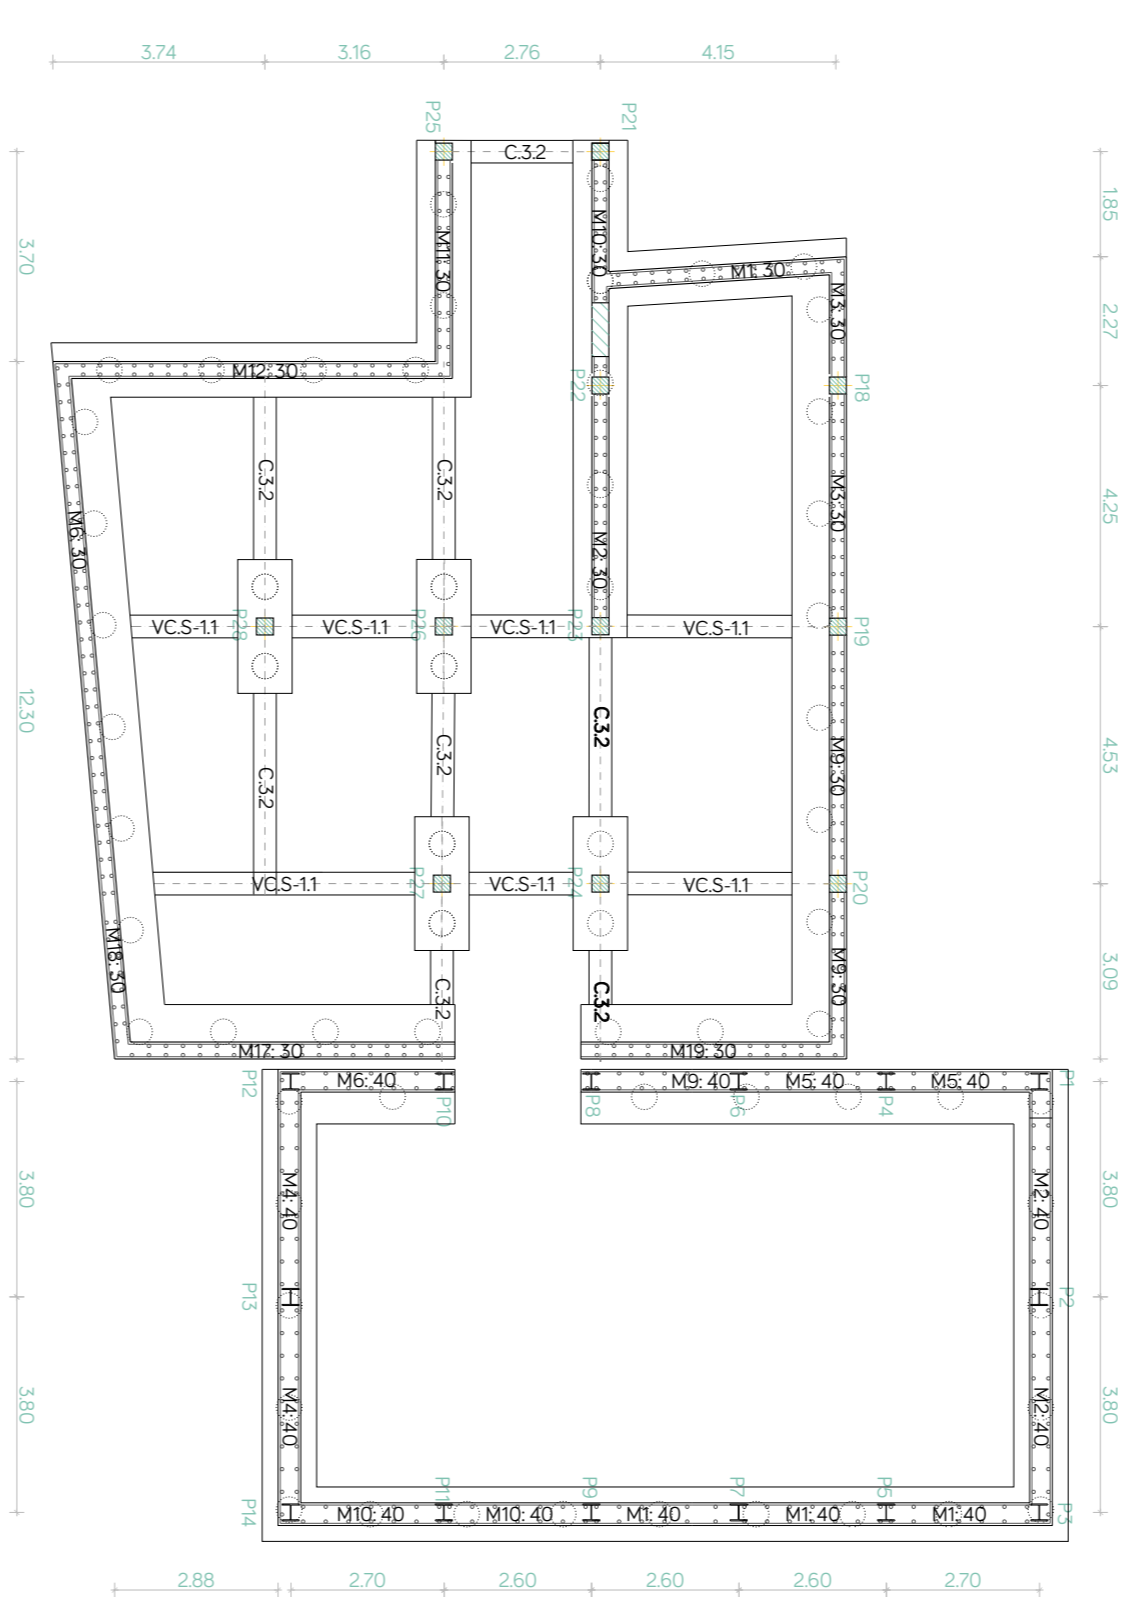 3.74 3.16 2.76 4.15
P25 P21
C.3.2
1.85
M10:30
M11: 30
3.70
M1: 30
2.27
M3: 30
M12: 30
P22 P18
C.3.2 C.3.2
M3: 30
4.25
M6: 30
M2: 30
P28 P26 P23 P19
VC.S-1.1 VC.S-1.1 VC.S-1.1 VC.S-1.1
12.30
C.3.2 C.3.2 C.3.2
M9: 30
4.53
P27 P24 P20
VC.S-1.1 VC.S-1.1 VC.S-1.1
M18: 30
C.3.2 C.3.2
M9: 30
3.09
M17: 30 M19: 30
P12 M6: 40 M9: 40 M5: 40 M5: 40 P1
P10 P8 P6 P4
3.80 M4: 40 M2: 40 3.80
P13 P2
3.80 M4: 40 M2: 40 3.80
P11 P9 P7 P5
P14 M10: 40 M10: 40 M1: 40 M1: 40 M1: 40 P3
2.88 2.70 2.60 2.60 2.60 2.70